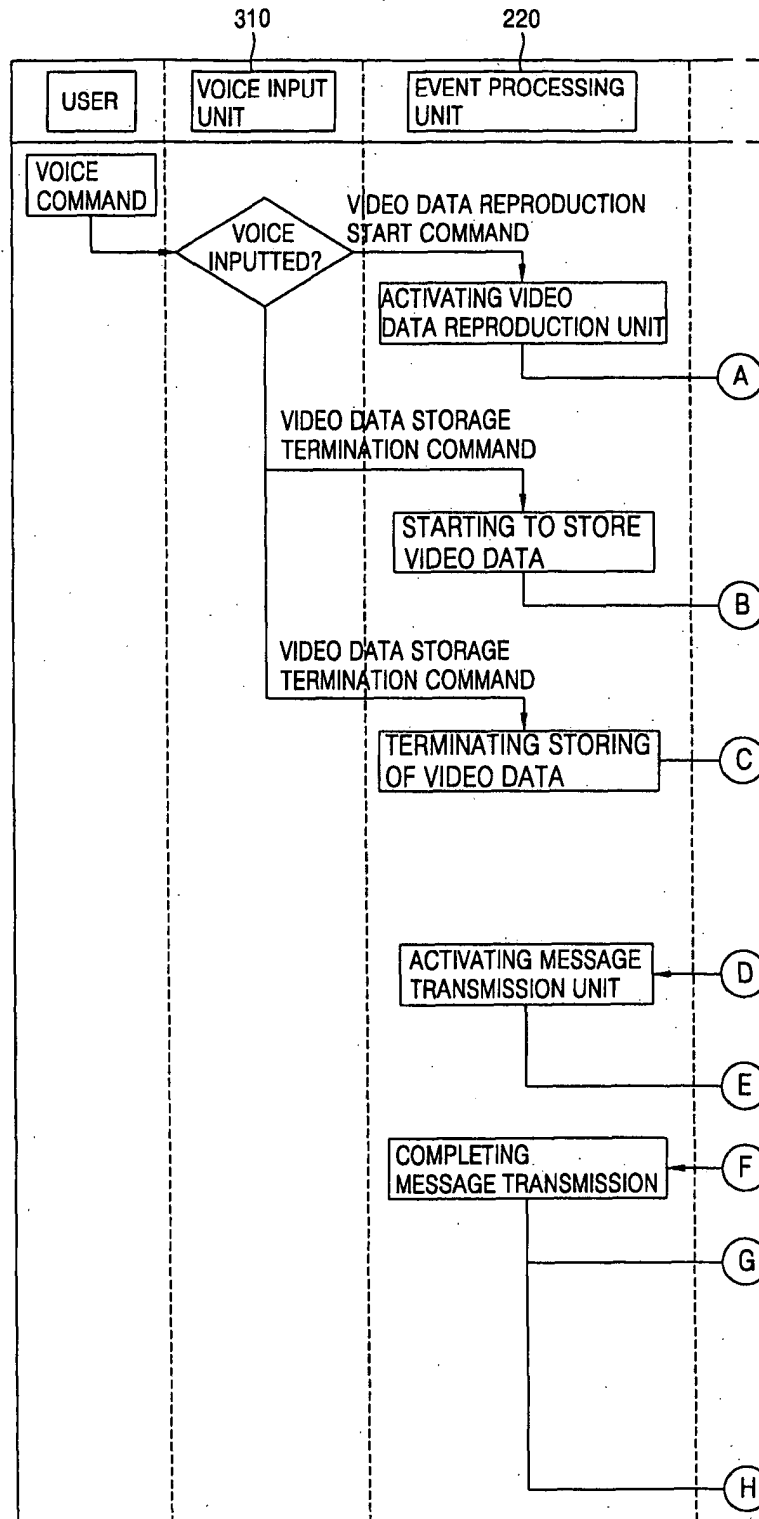 310
220
USER
VOICE INPUT
UNIT
EVENT PROCESSING
UNIT
VOICE
COMMAND
VOICE
INPUTTED?
VIDEO DATA REPRODUCTION
START COMMAND
ACTIVATING VIDEO
DATA REPRODUCTION UNIT
A
VIDEO DATA STORAGE
TERMINATION COMMAND
STARTING TO STORE
VIDEO DATA
B
VIDEO DATA STORAGE
TERMINATION COMMAND
TERMINATING STORING
OF VIDEO DATA
C
ACTIVATING MESSAGE
TRANSMISSION UNIT
D
E
COMPLETING
MESSAGE TRANSMISSION
F
G
H